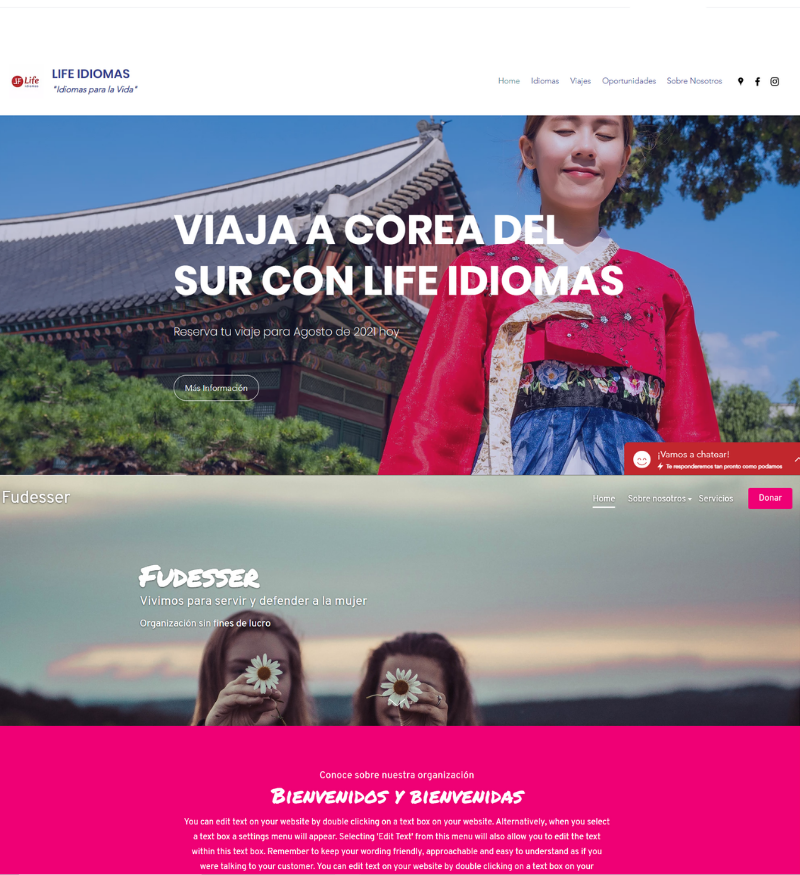 LIFE IDIOMAS
JF Life
IDIOMAS
"Idiomas para la Vida"
Home Idiomas Viajes Oportunidades Sobre Nosotros
VIAJA A COREA DEL
SUR CON LIFE IDIOMAS
Reserva tu viaje para Agosto de 2021 hoy
Más Información
¡Vamos a chatear!
Te responderemos tan pronto como podamos
Fudesser
Home Sobre nosotros Servicios Donar
Fudesser
Vivimos para servir y defender a la mujer
Organización sin fines de lucro
Conoce sobre nuestra organización
Bienvenidos y bienvenidas
You can edit text on your website by double clicking on a text box on your website. Alternatively, when you select
a text box a settings menu will appear. Selecting 'Edit Text' from this menu will also allow you to edit the text
within this text box. Remember to keep your wording friendly, approachable and easy to understand as if you
were talking to your customer. You can edit text on your website by double clicking on a text box on your